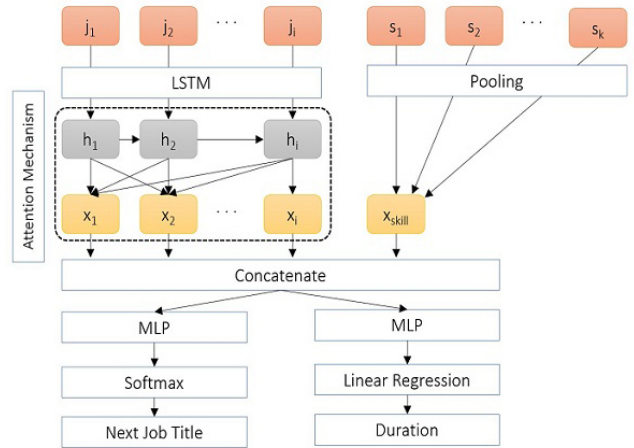 j1 j2 ... ji s1 s2 ... sk
LSTM Pooling
Attention Mechanism
h1 h2 hi
x1 x2 ... xi xskill
Concatenate
MLP MLP
Softmax Linear Regression
Next Job Title Duration